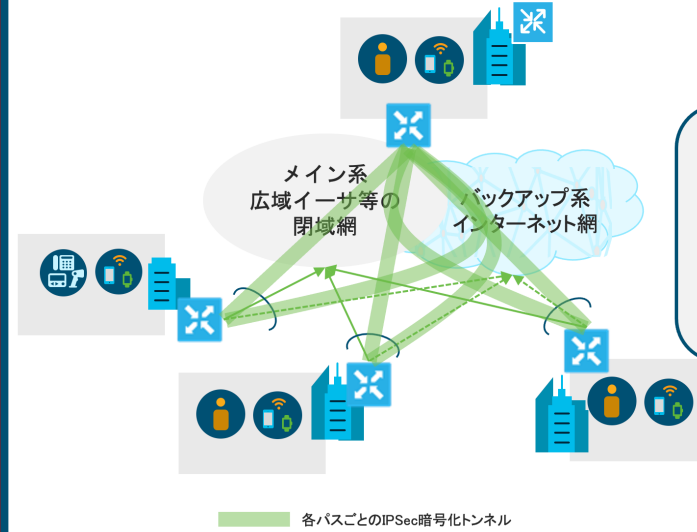 メイン系
広域イーサ等の
閉域網
バックアップ系
インターネット網
各パスごとのIPSec暗号化トンネル